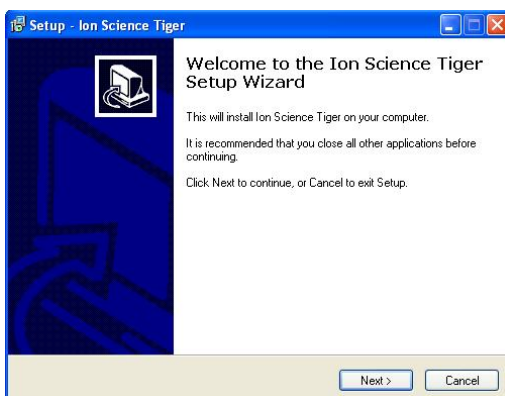 Setup - Ion Science Tiger
Welcome to the Ion Science Tiger
Setup Wizard
This will install Ion Science Tiger on your computer.
It is recommended that you close all other applications before
continuing.
Click Next to continue, or Cancel to exit Setup.
Next >
Cancel